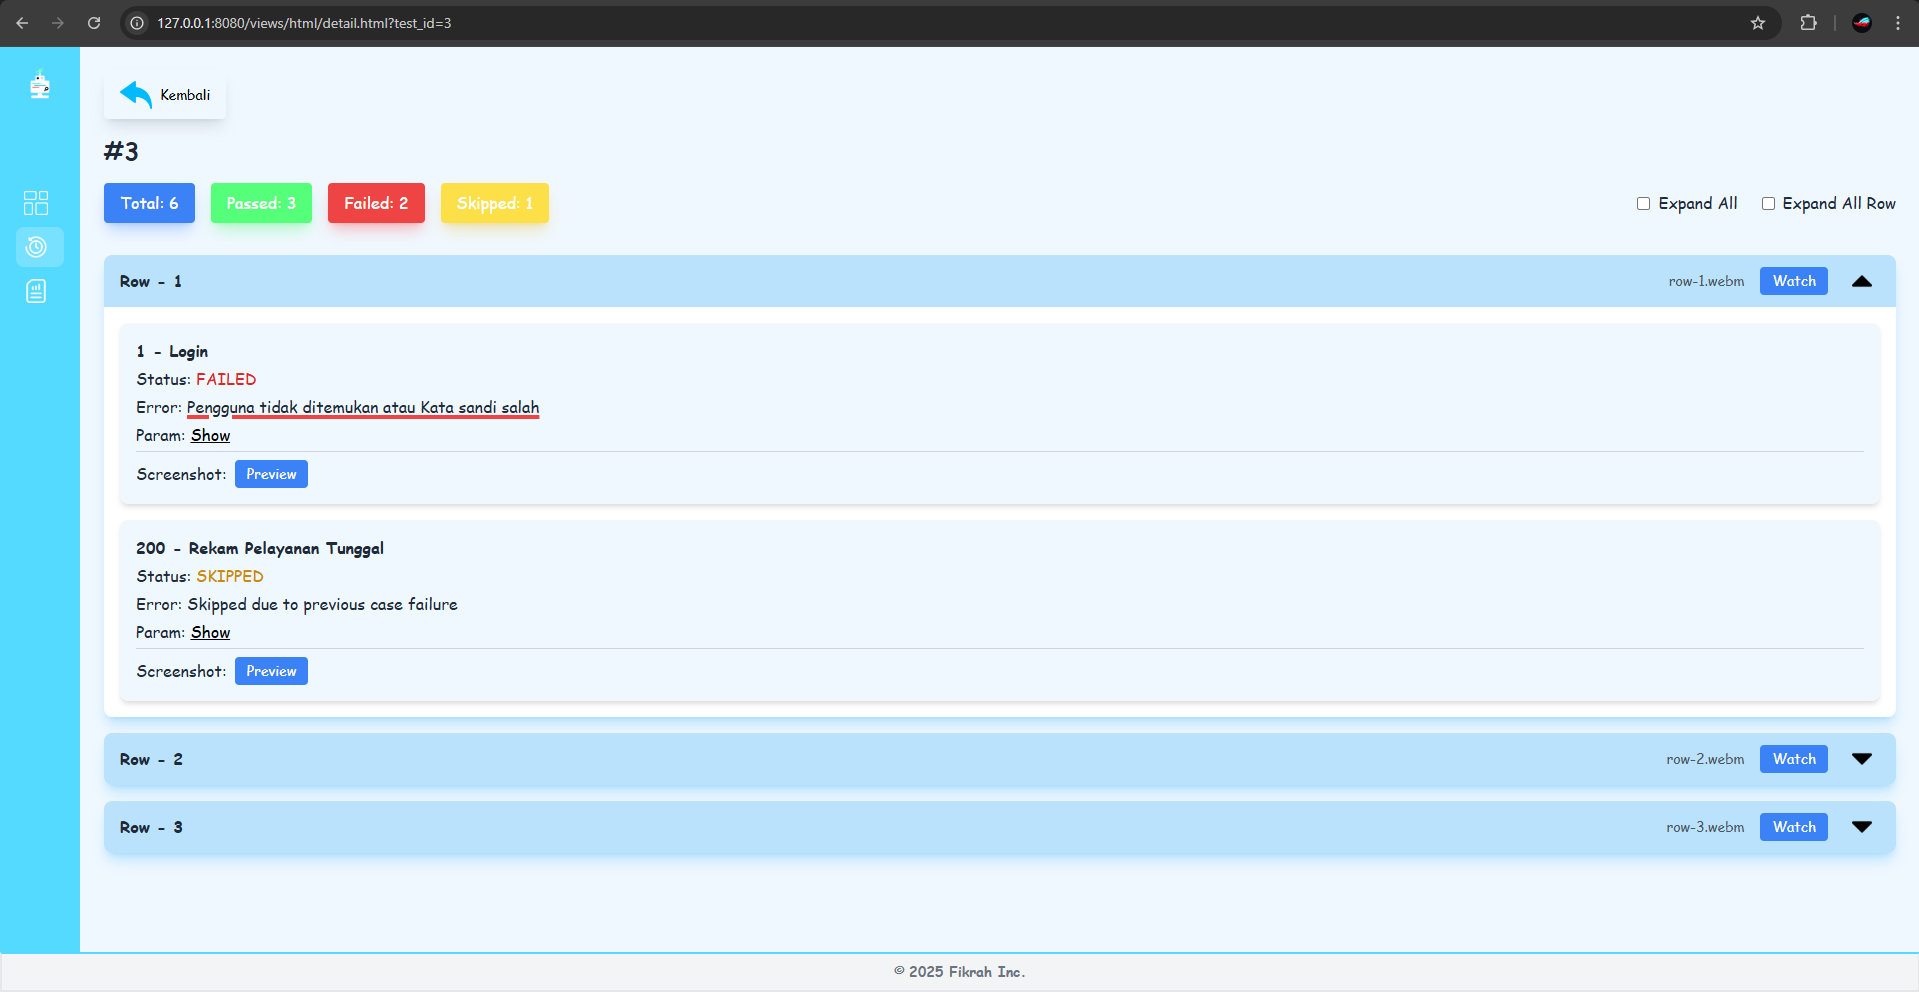 127.0.0.1:8080/views/html/detail.html?test_id=3
Kembali
#3
Total: 6 Passed: 3 Failed: 2 Skipped: 1 Expand All Expand All Row
Row - 1 row-1.webm Watch
1 - Login
Status: FAILED
Error: Pengguna tidak ditemukan atau Kata sandi salah
Param: Show
Screenshot: Preview
200 - Rekam Pelayanan Tunggal
Status: SKIPPED
Error: Skipped due to previous case failure
Param: Show
Screenshot: Preview
Row - 2 row-2.webm Watch
Row - 3 row-3.webm Watch
© 2025 Fikrah Inc.